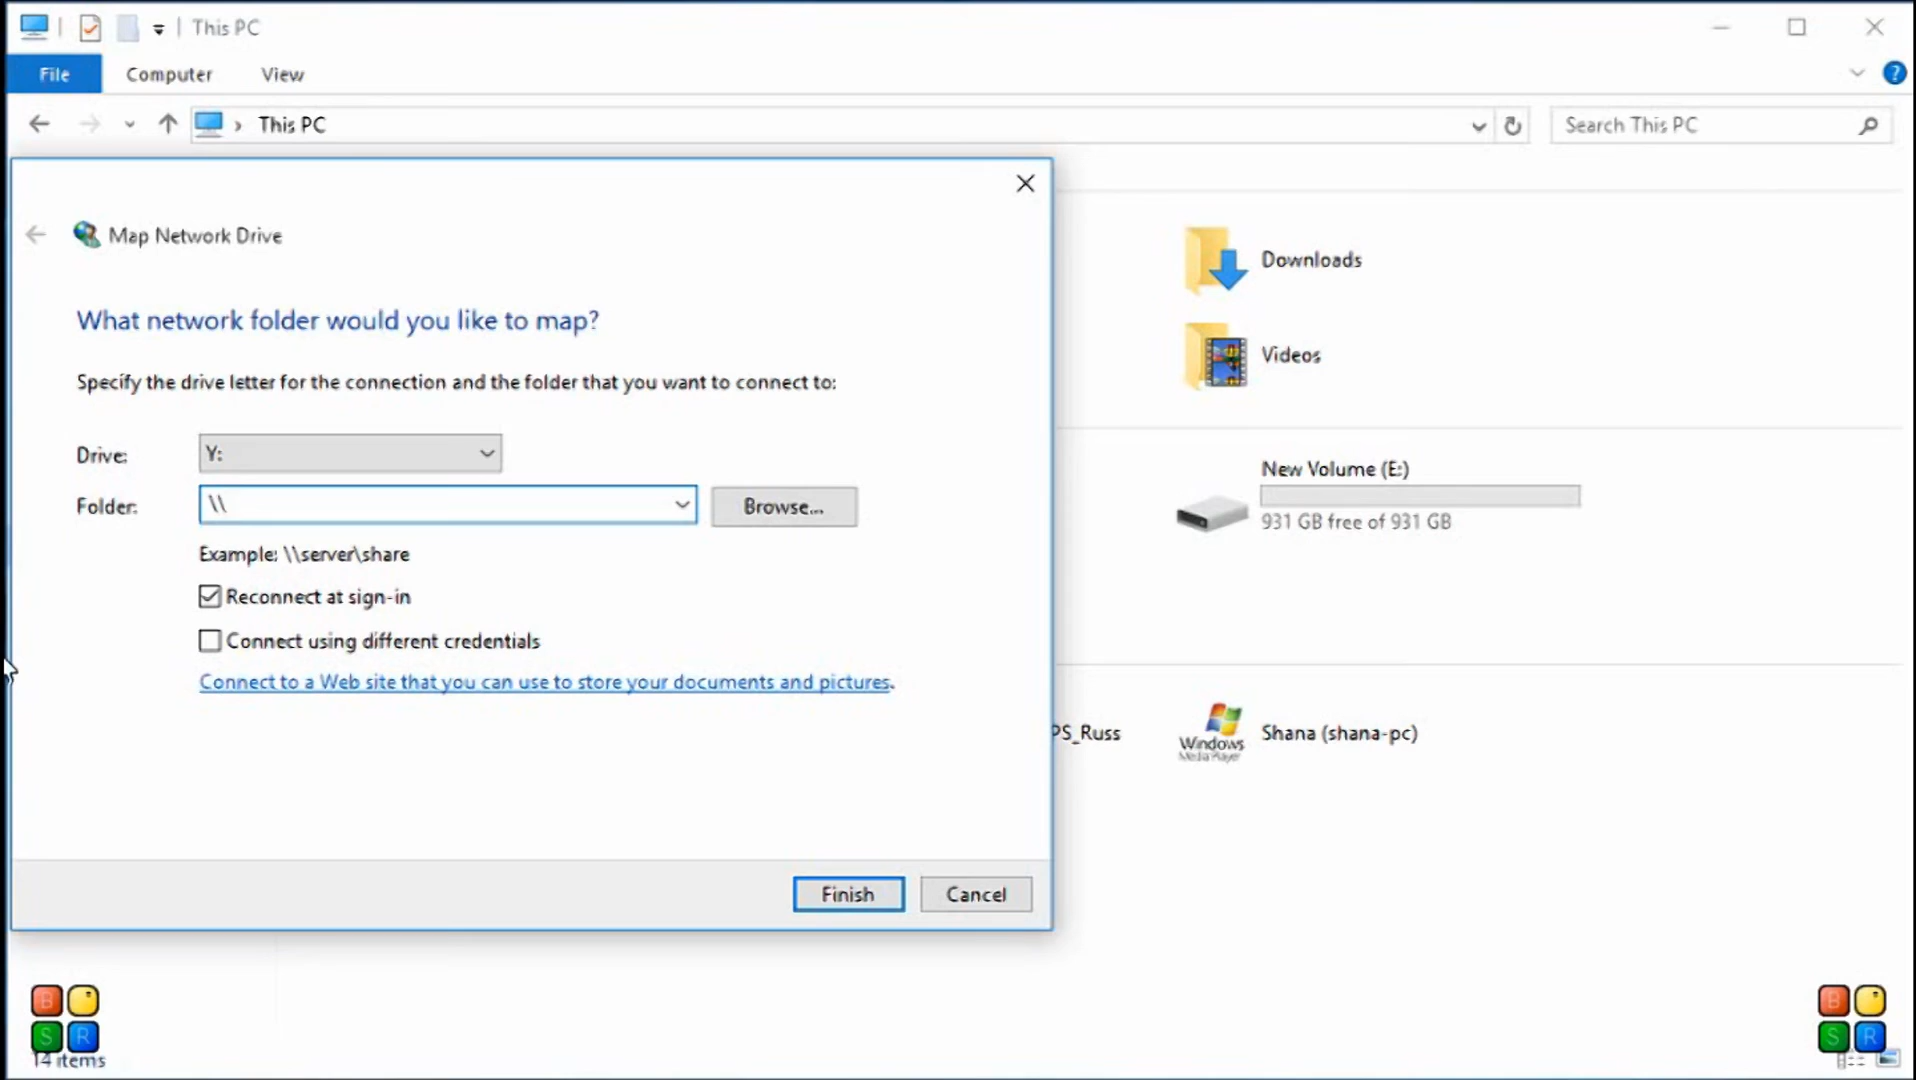 This PC
File Computer View
This PC
Search This PC
Map Network Drive
What network folder would you like to map?
Specify the drive letter for the connection and the folder that you want to connect to:
Drive: Y:
Folder: \\ Browse...
Example: \\server\share
Reconnect at sign-in
Connect using different credentials
Connect to a Web site that you can use to store your documents and pictures.
Finish Cancel
Downloads
Videos
New Volume (E:)
931 GB free of 931 GB
PS_Russ
Windows
Media Player
Shana (shana-pc)
B
S R
14 items
B
S R